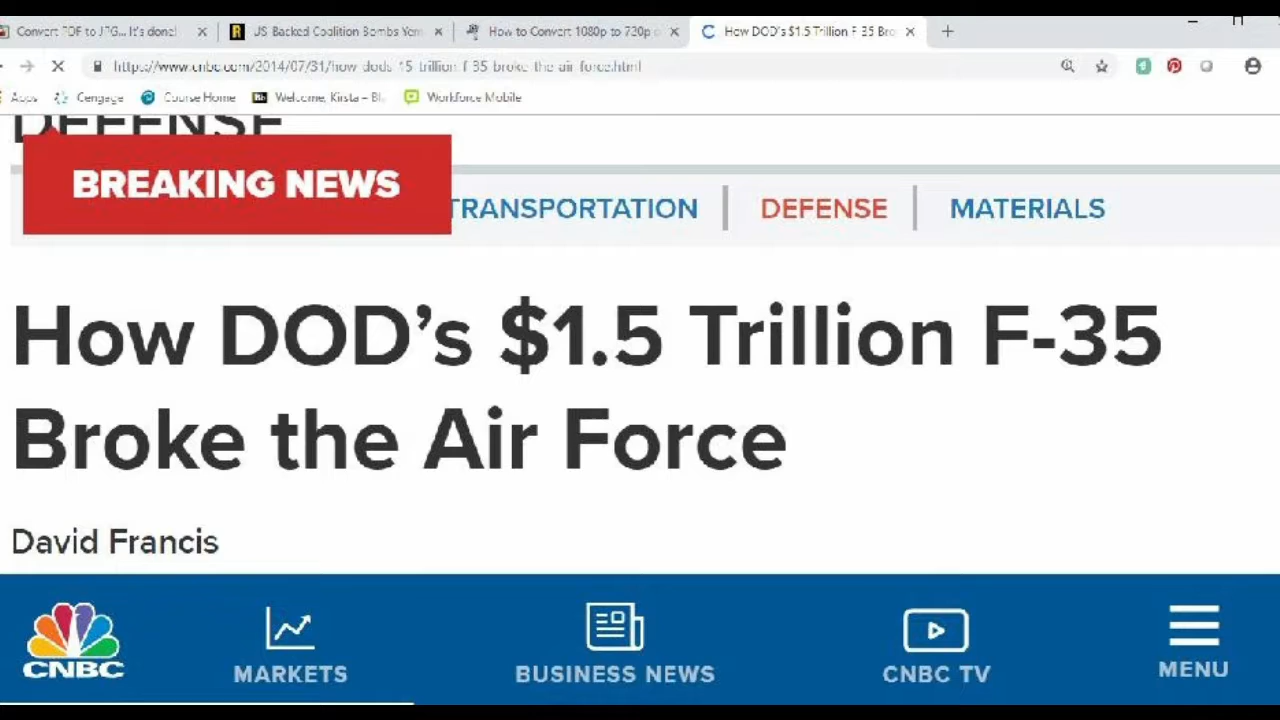 Convert PDF to JPG... It's done!
US-Backed Coalition Bombs Yem
How to Convert 1080p to 720p o
How DOD's $1.5 Trillion F-35 Bro
https://www.cnbc.com/2014/07/31/how-dods-15-trillion-f-35-broke-the-air-force.html
Apps Cengage Course Home Welcome, Kirsta – Bl Workforce Mobile
DEFENSE
BREAKING NEWS
TRANSPORTATION DEFENSE MATERIALS
How DOD’s $1.5 Trillion F-35
Broke the Air Force
David Francis
CNBC
MARKETS
BUSINESS NEWS
CNBC TV
MENU